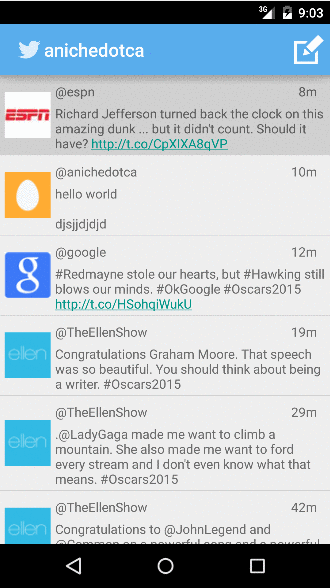 3G 9:03
anichedotca
@espn 8m
ESPN
Richard Jefferson turned back the clock on this
amazing dunk ... but it didn't count. Should it
have? http://t.co/CpXIXA8qVP
@anichedotca 10m
hello world
djsjjdjdjd
@google 12m
g
#Redmayne stole our hearts, but #Hawking still
blows our minds. #OkGoogle #Oscars2015
http://t.co/HSohqiWukU
@TheEllenShow 19m
ellen
Congratulations Graham Moore. That speech
was so beautiful. You should think about being
a writer. #Oscars2015
@TheEllenShow 29m
ellen
.@LadyGaga made me want to climb a
mountain. She also made me want to ford
every stream and I don't even know what that
means. #Oscars2015
@TheEllenShow 42m
ellen
Congratulations to @JohnLegend and
@Common on a powerful song and a powerful